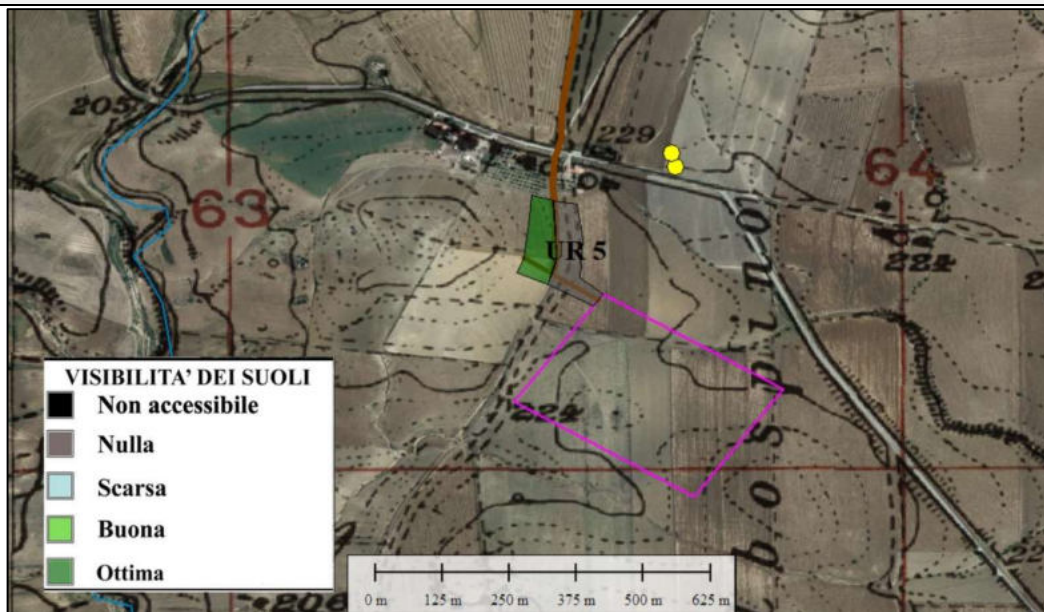 205
229
63
64
UR 5
224
224
bospino
VISIBILITA' DEI SUOLI
Non accessibile
Nulla
Scarsa
Buona
Ottima
206
0 m 125 m 250 m 375 m 500 m 625 m